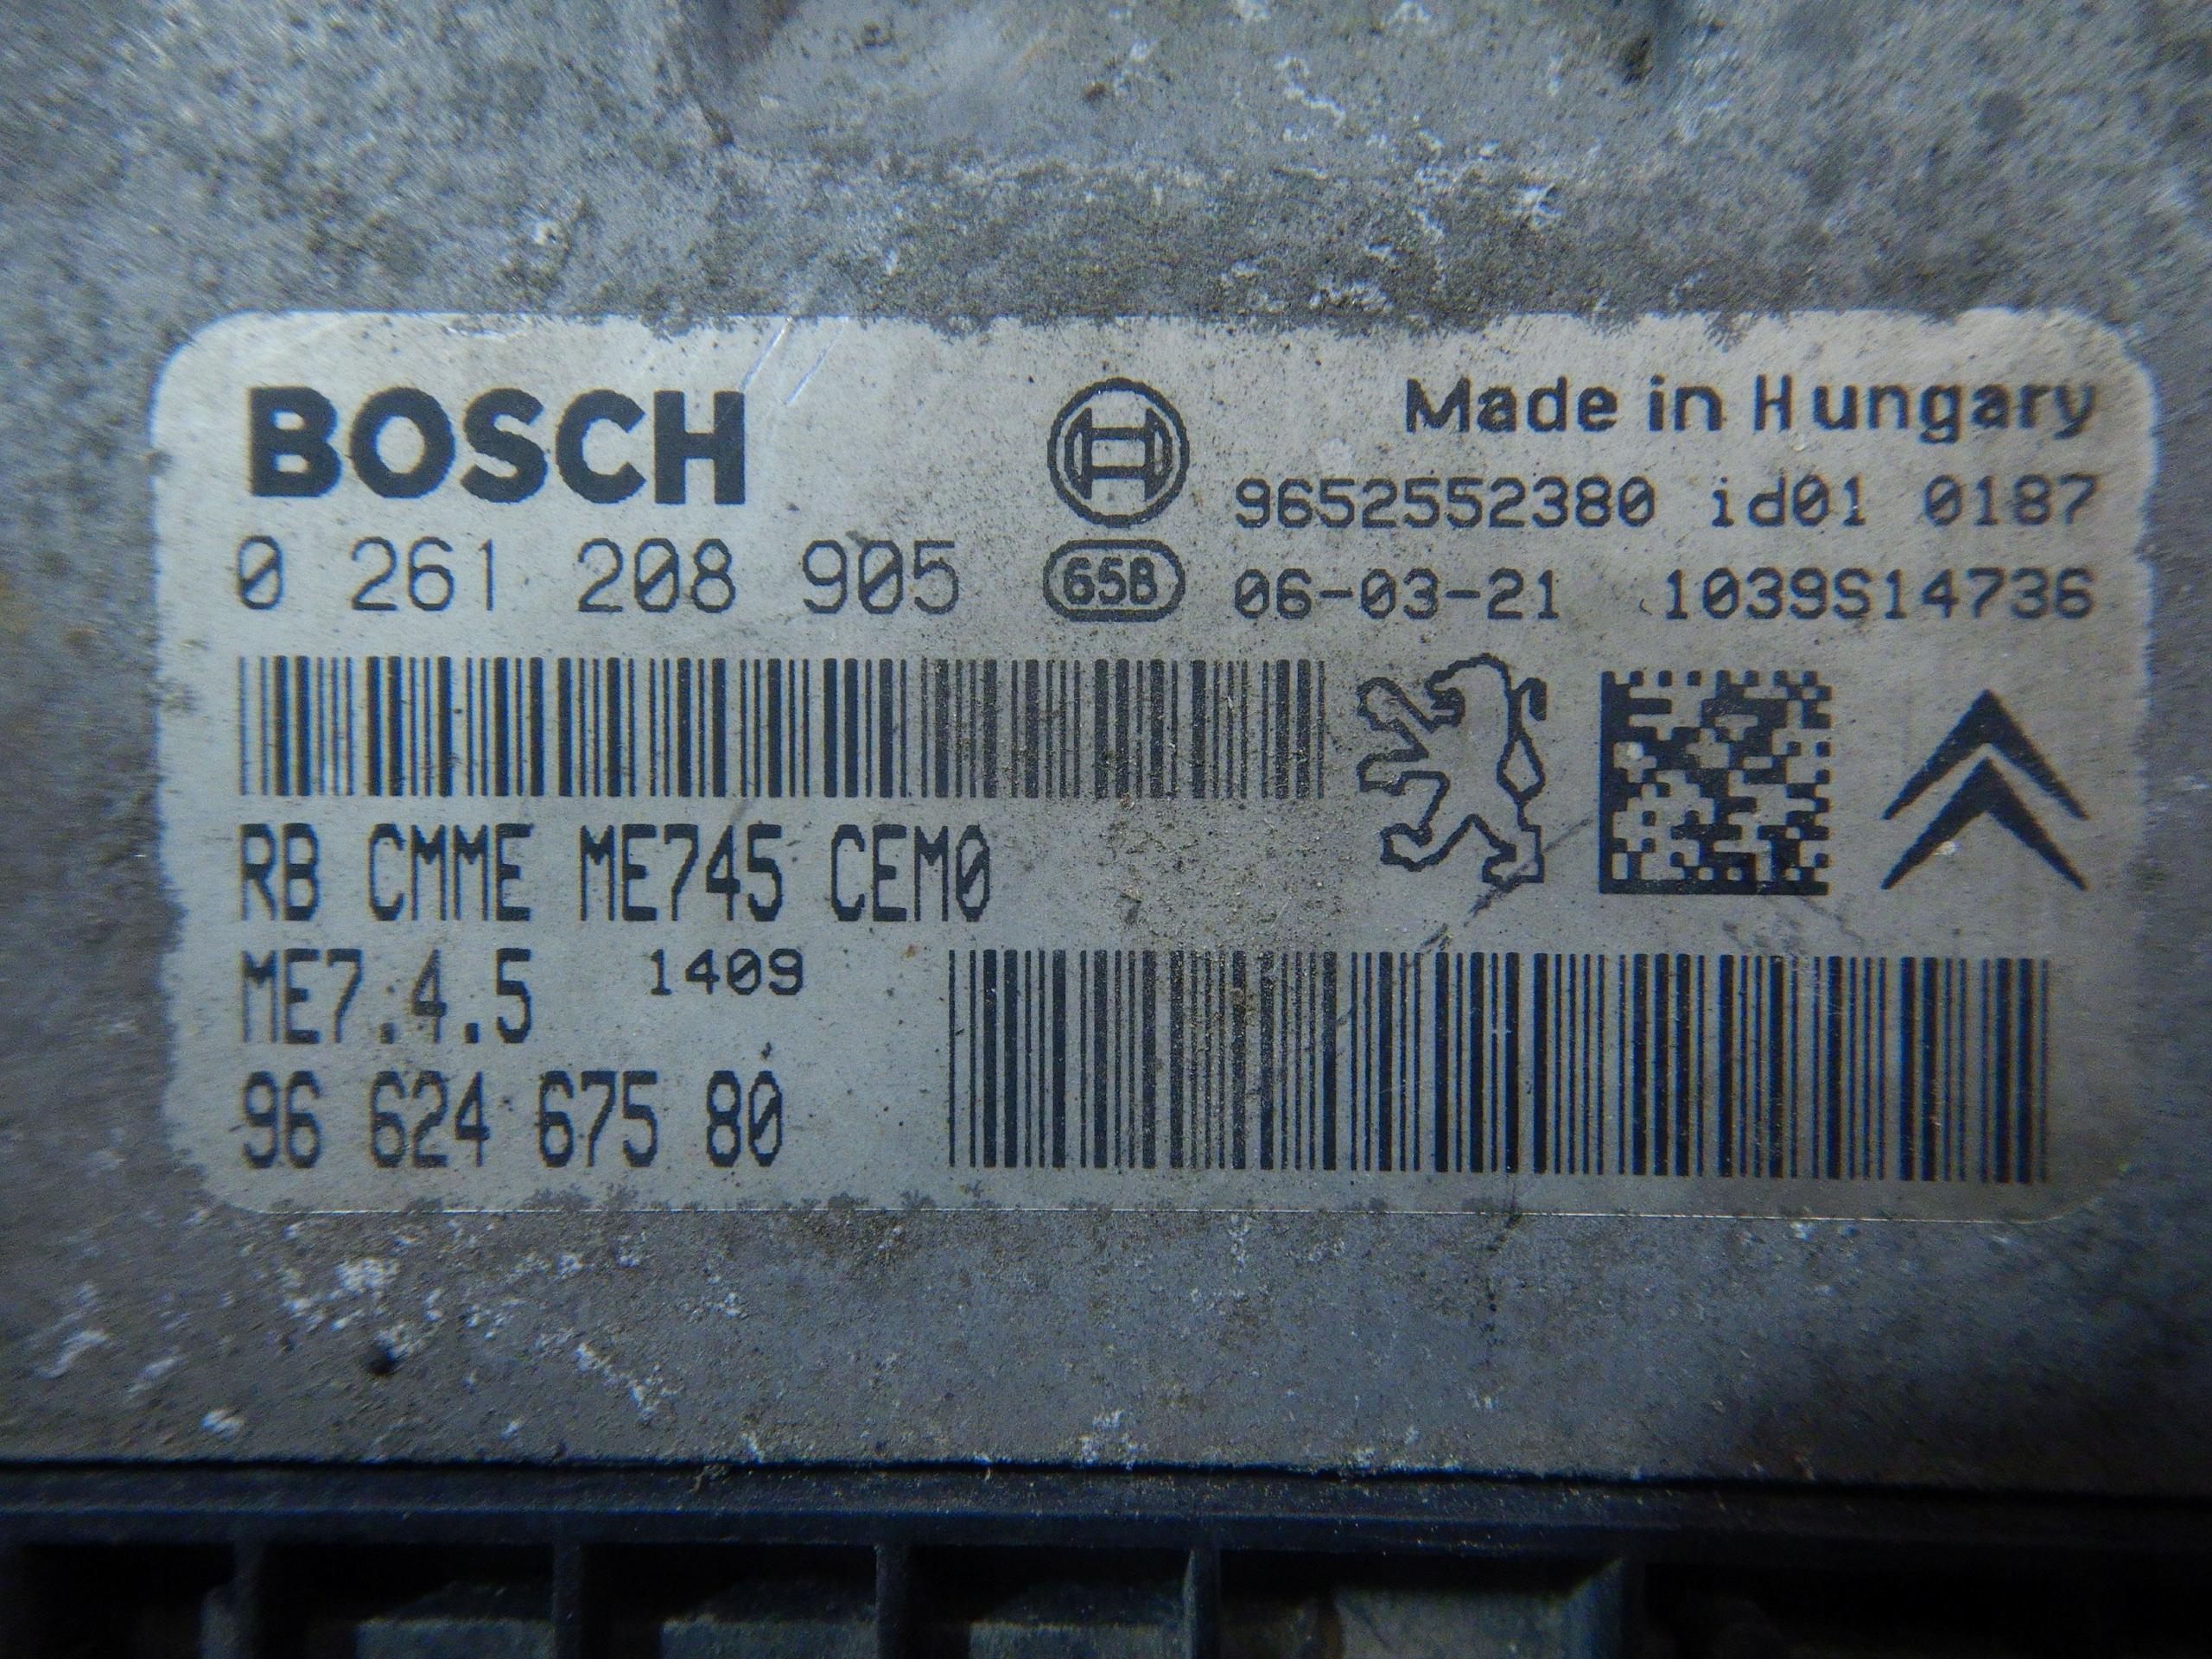 BOSCH
Made in Hungary
9652552380 id01 0187
0 261 208 905
65B
06-03-21 1039S14736
RB CMME ME745 CEM0
ME7.4.5 1409
96 624 675 80